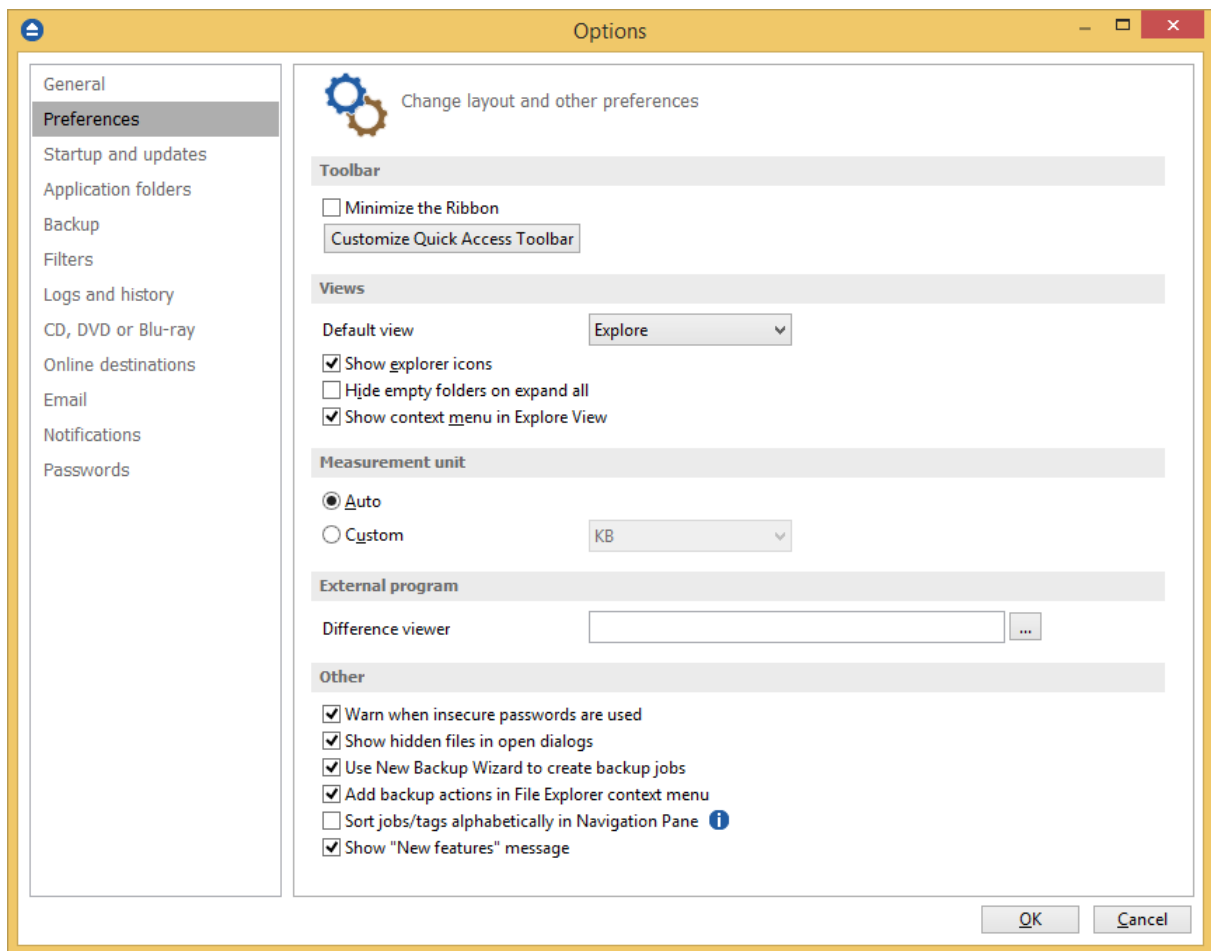 Options
General
Preferences
Startup and updates
Application folders
Backup
Filters
Logs and history
CD, DVD or Blu-ray
Online destinations
Email
Notifications
Passwords
Change layout and other preferences
Toolbar
Minimize the Ribbon
Customize Quick Access Toolbar
Views
Default view Explore
Show explorer icons
Hide empty folders on expand all
Show context menu in Explore View
Measurement unit
Auto
Custom KB
External program
Difference viewer ...
Other
Warn when insecure passwords are used
Show hidden files in open dialogs
Use New Backup Wizard to create backup jobs
Add backup actions in File Explorer context menu
Sort jobs/tags alphabetically in Navigation Pane i
Show "New features" message
OK Cancel